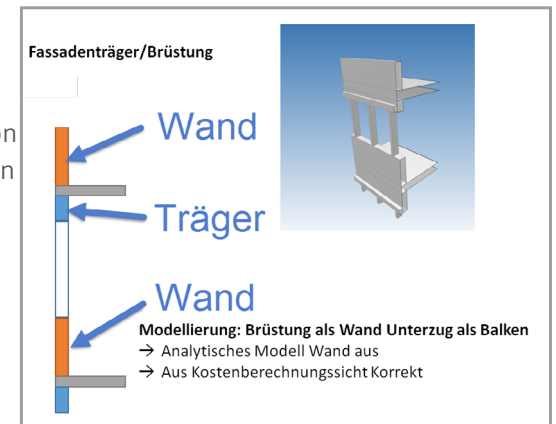 Fassadenträger/Brüstung
on
n
Wand
Träger
Wand
Modellierung: Brüstung als Wand Unterzug als Balken
→ Analytisches Modell Wand aus
→ Aus Kostenberechnungssicht Korrekt